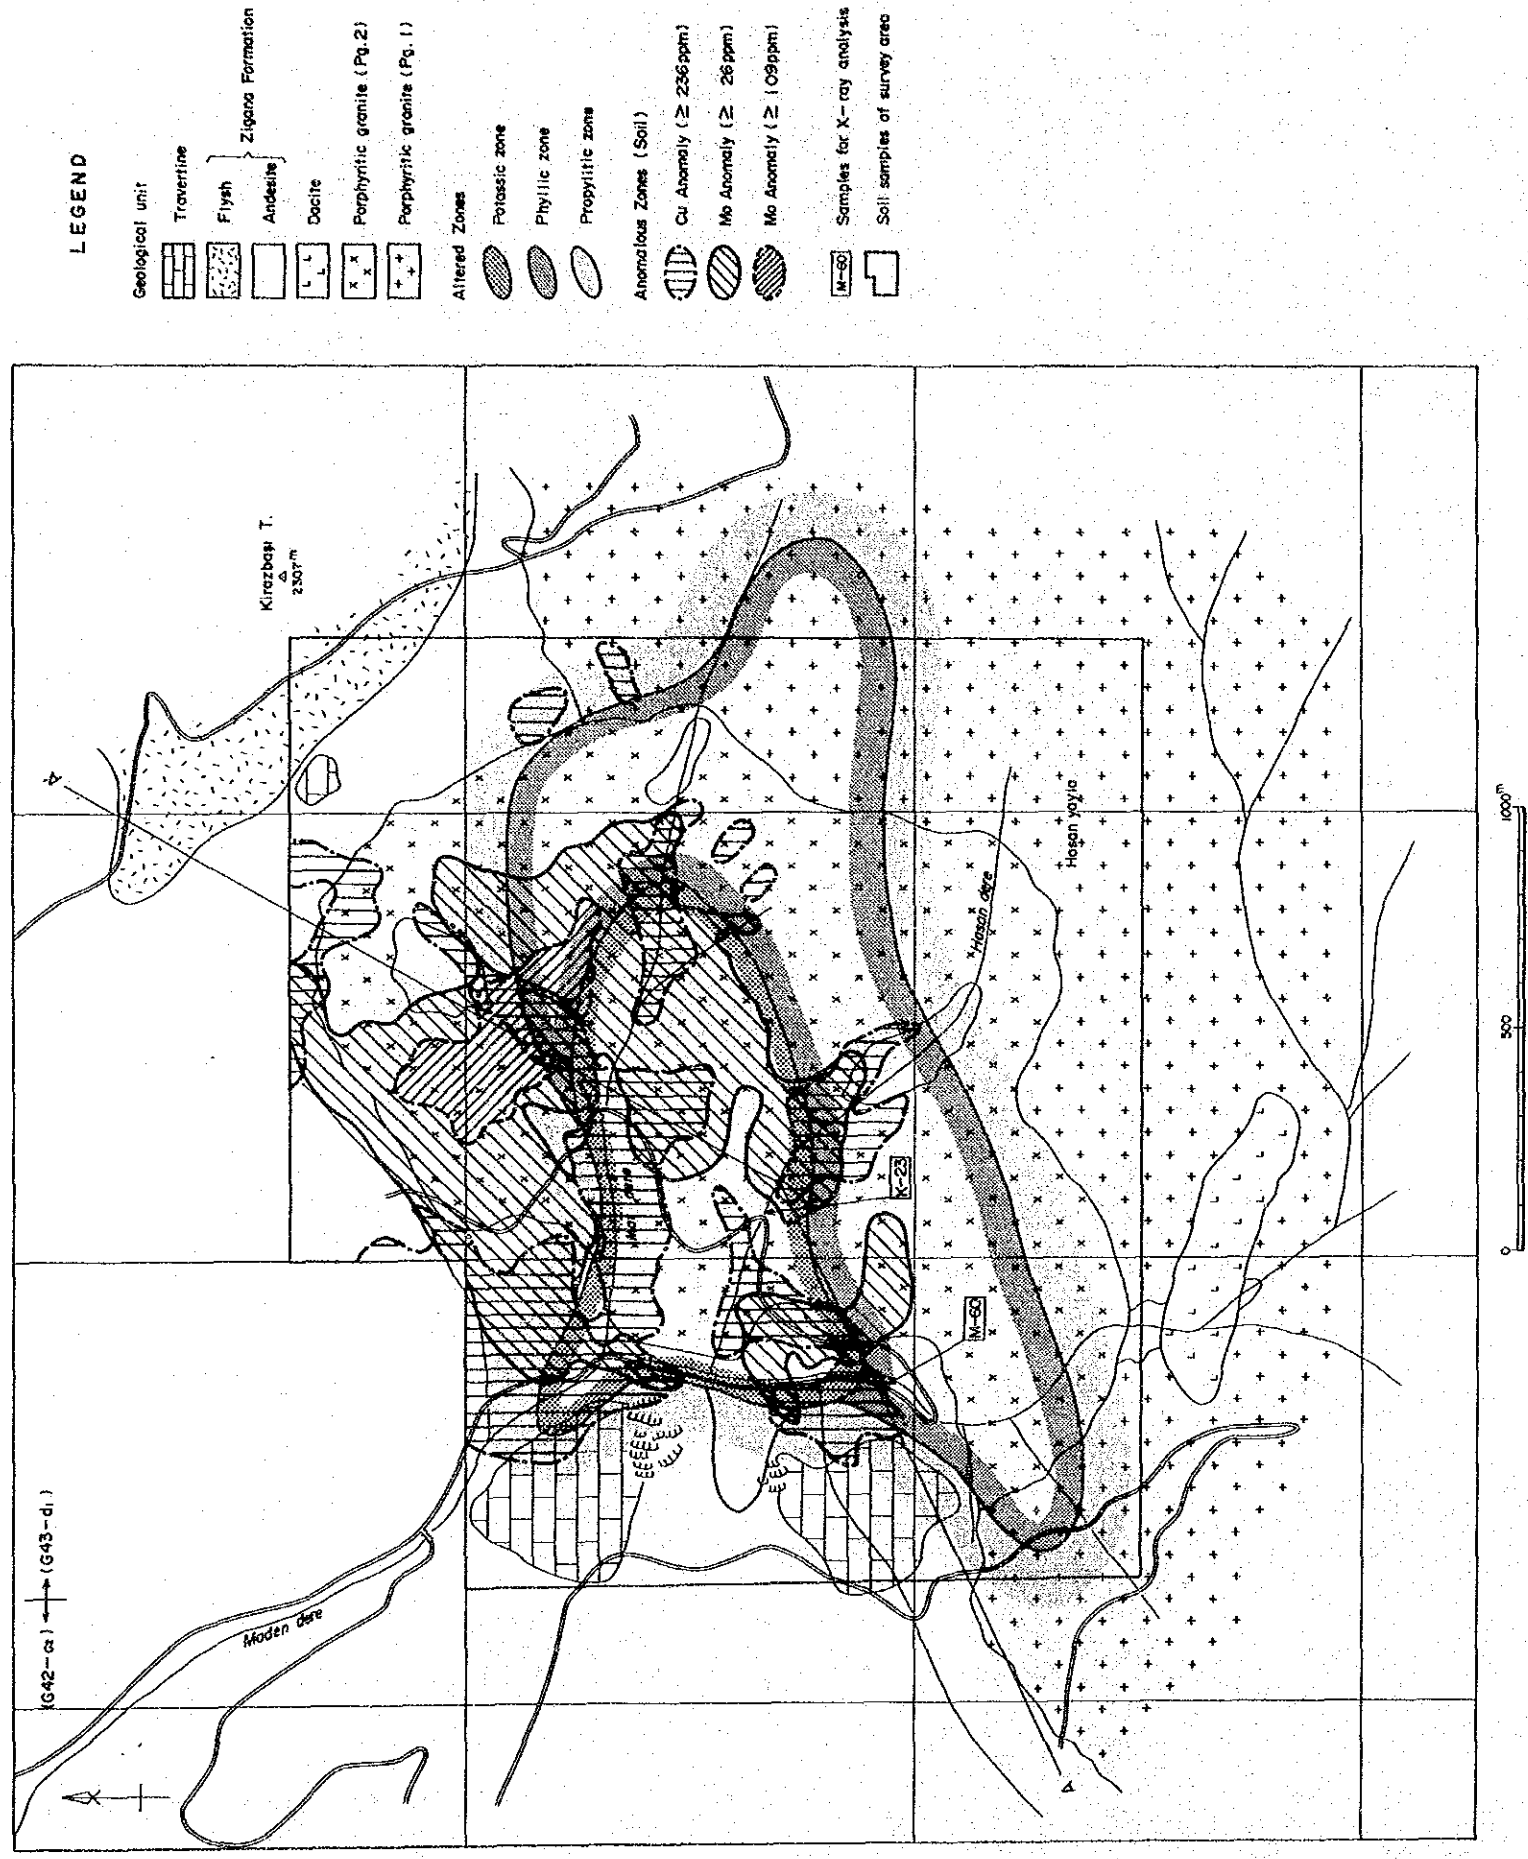 LEGEND
Geological unit
Travertine
Flysh
Andesite
Zigana Formation
Dacite
Porphyritic granite (Pg. 2)
Porphyritic granite (Pg. 1)
Altered Zones
Potassic zone
Phyllic zone
Propylitic zone
Anomalous Zones (Soil)
Cu Anomaly (≥ 236ppm)
Mo Anomaly (≥ 26ppm)
Mo Anomaly (≥ 109ppm)
M-60 Samples for X-ray analysis
Soil samples of survey area
Kirazbaşı T.
2307m
(G42-a) (G43-d1)
Maden dere
Hasan dere
Hasan yayla
K-23
M-60
0 500 1000m